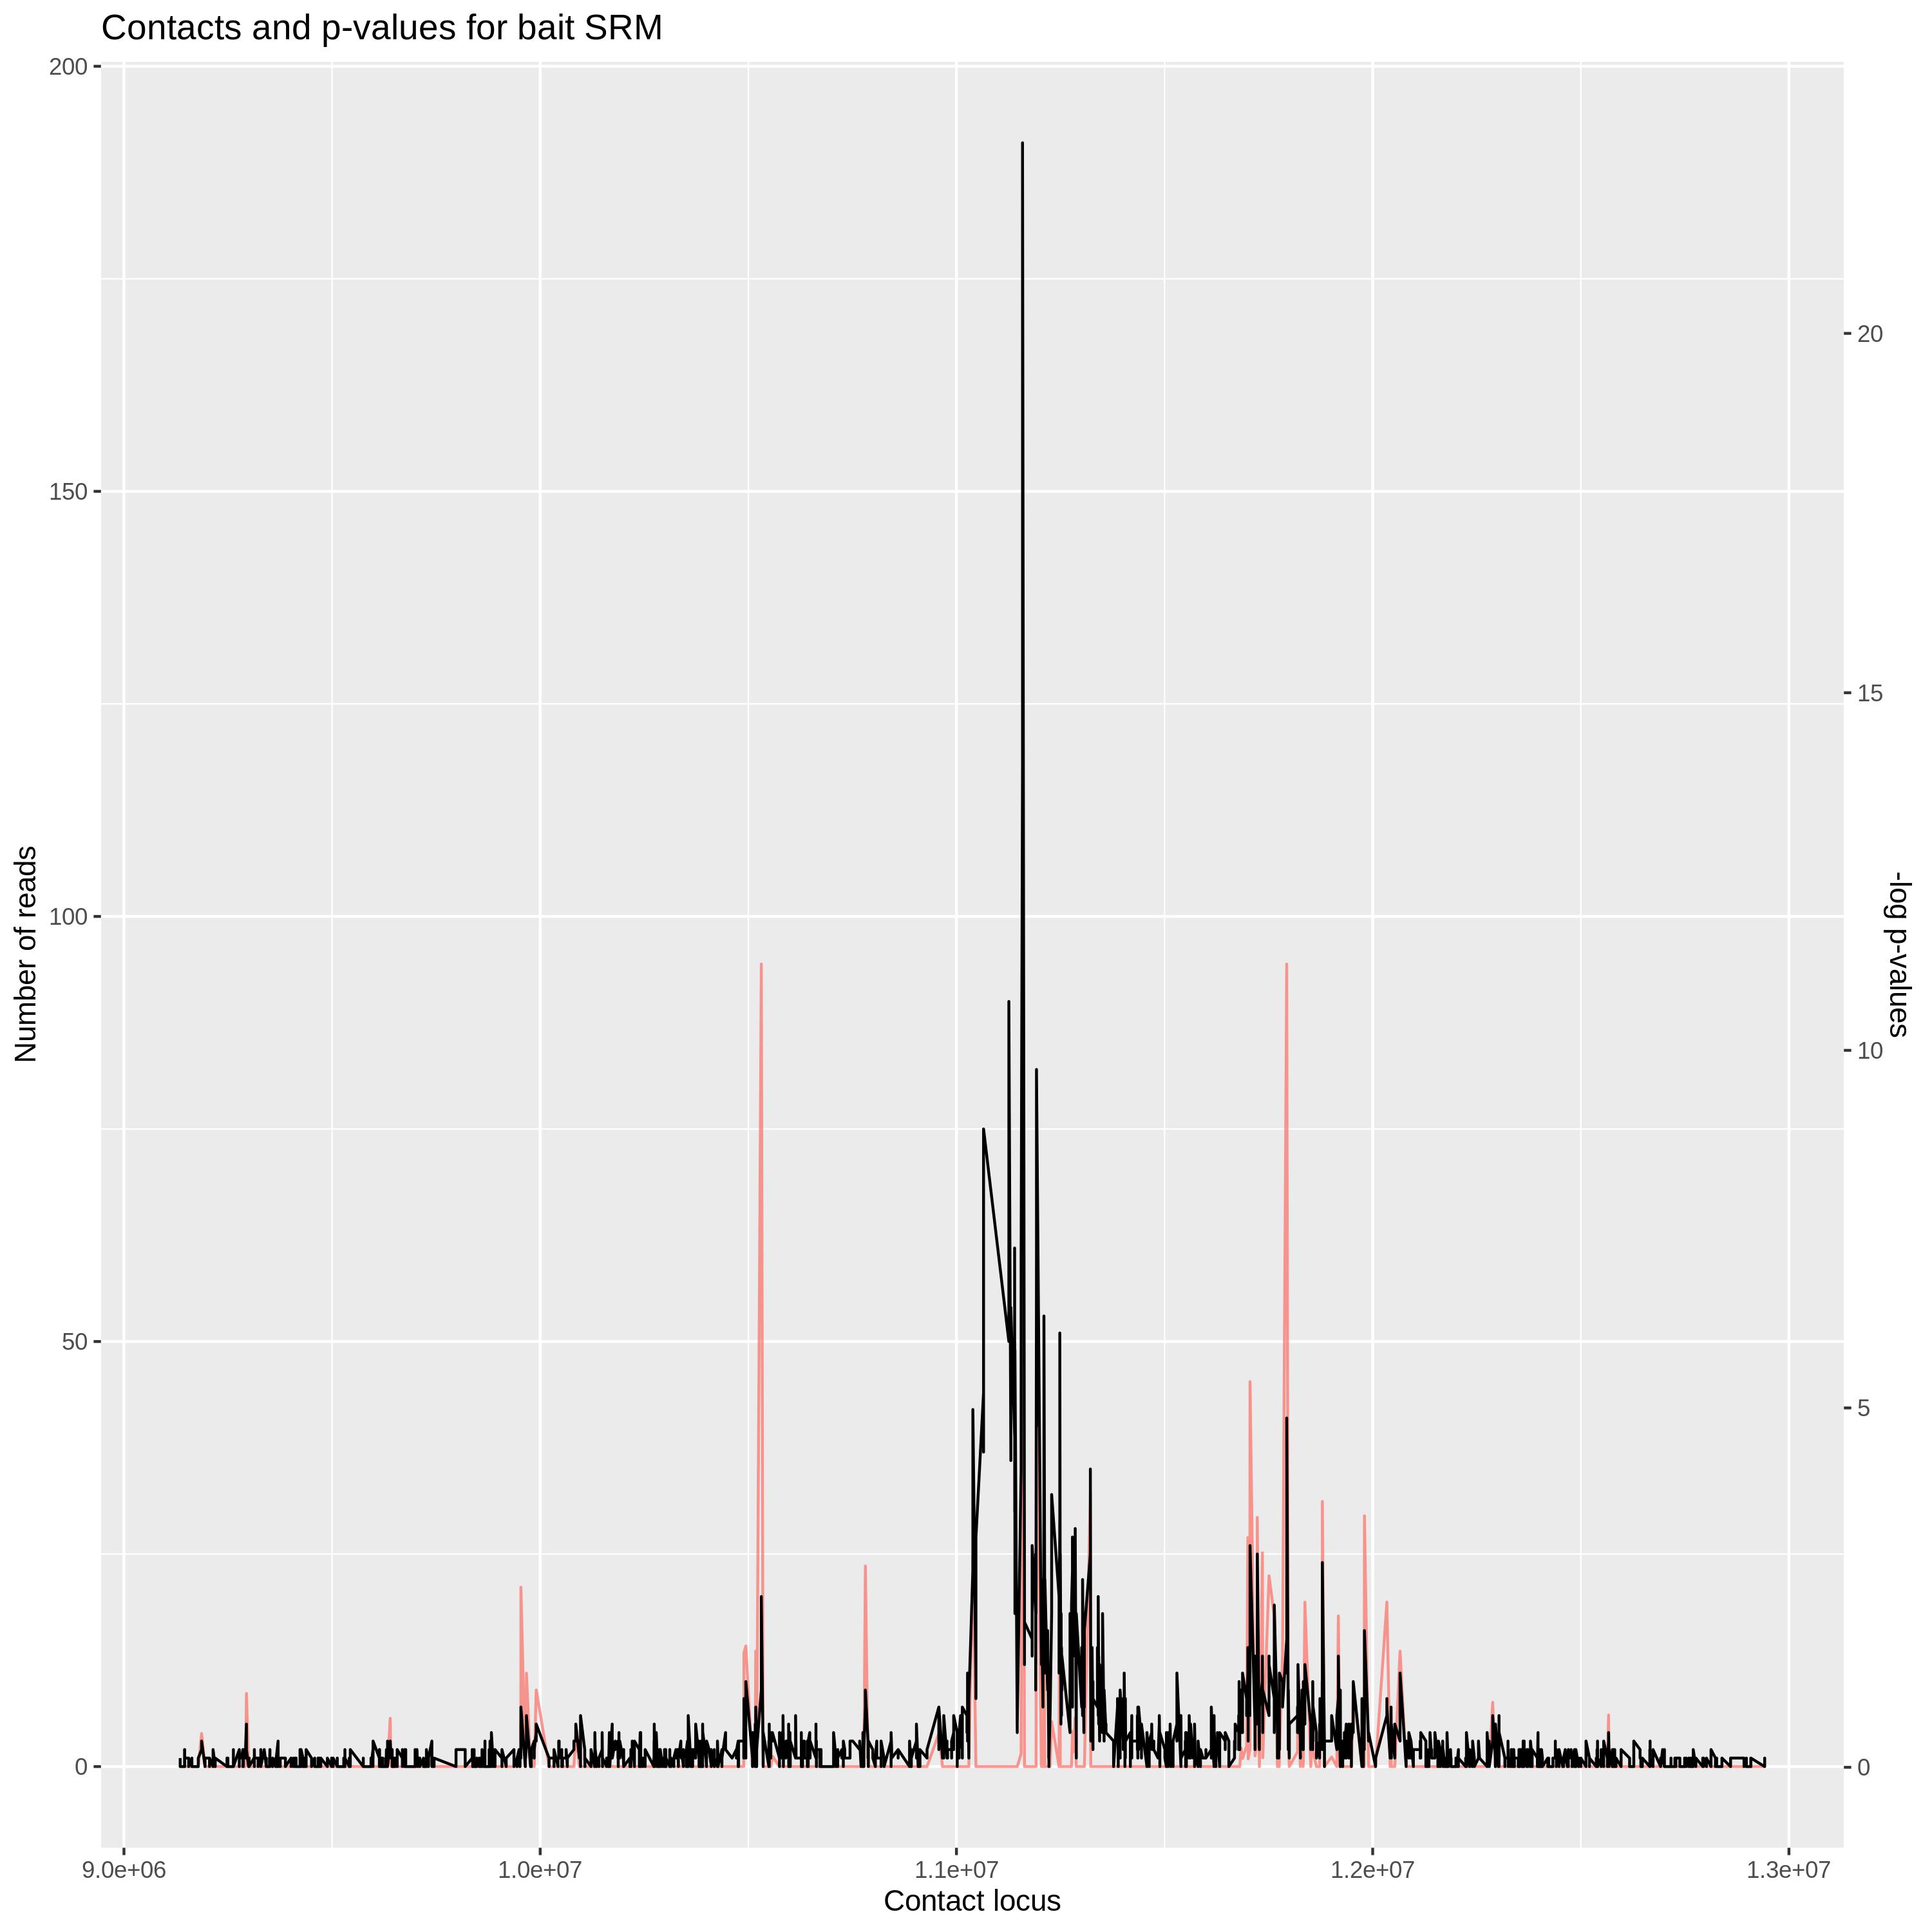 Contacts and p-values for bait SRM
200
150
100
50
0
Number of reads
20
15
10
5
0
-log p-values
9.0e+06
1.0e+07
1.1e+07
1.2e+07
1.3e+07
Contact locus